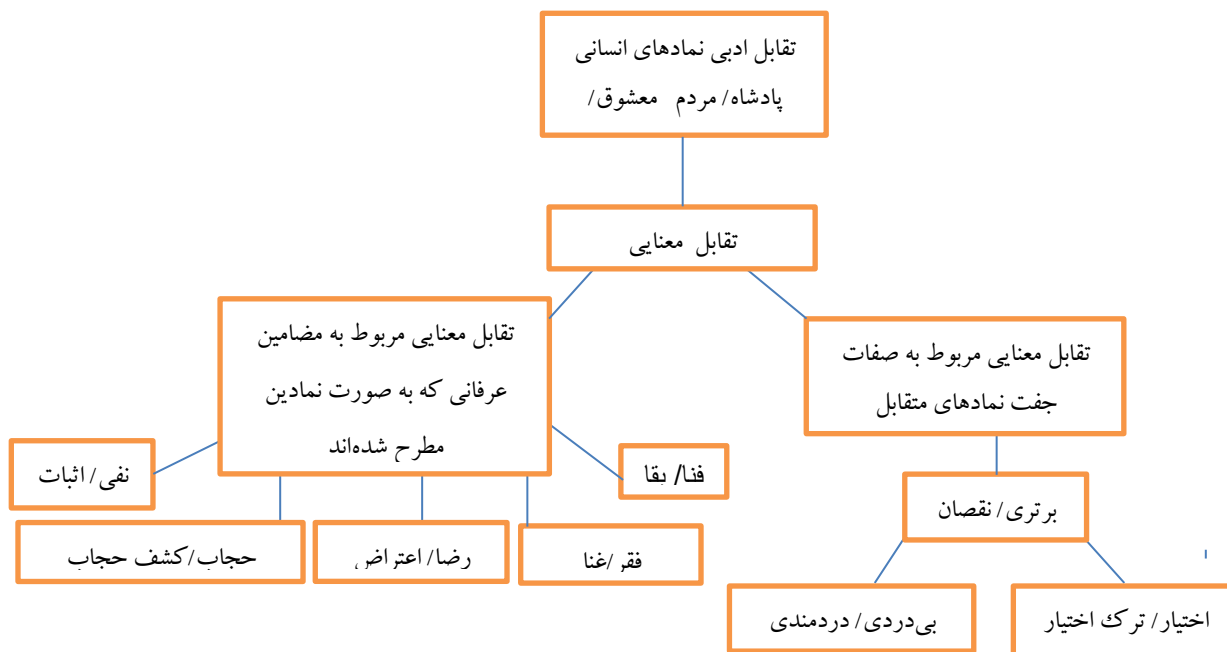 تقابل ادبی نمادهای انسانی
پادشاه/ مردم معشوق/
تقابل معنایی
تقابل معنایی مربوط به صفات
جفت نمادهای متقابل
تقابل معنایی مربوط به مضامین
عرفانی که به صورت نمادین
مطرح شده‌اند
برتری/ نقصان
فنا/ بقا
نفی/ اثبات
فقر/غنا
رضا/ اعتراض
حجاب/کشف حجاب
اختیار/ ترک اختیار
بی‌دردی/ دردمندی